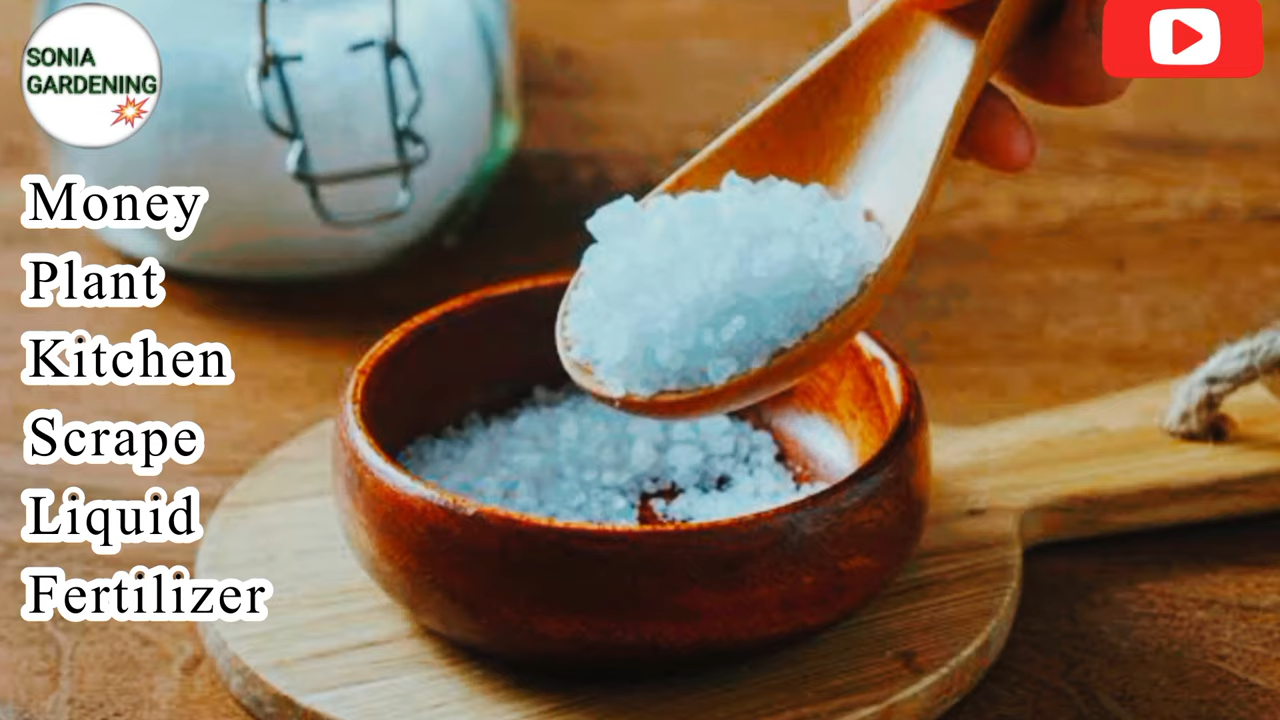 SONIA
GARDENING
Money
Plant
Kitchen
Scrape
Liquid
Fertilizer